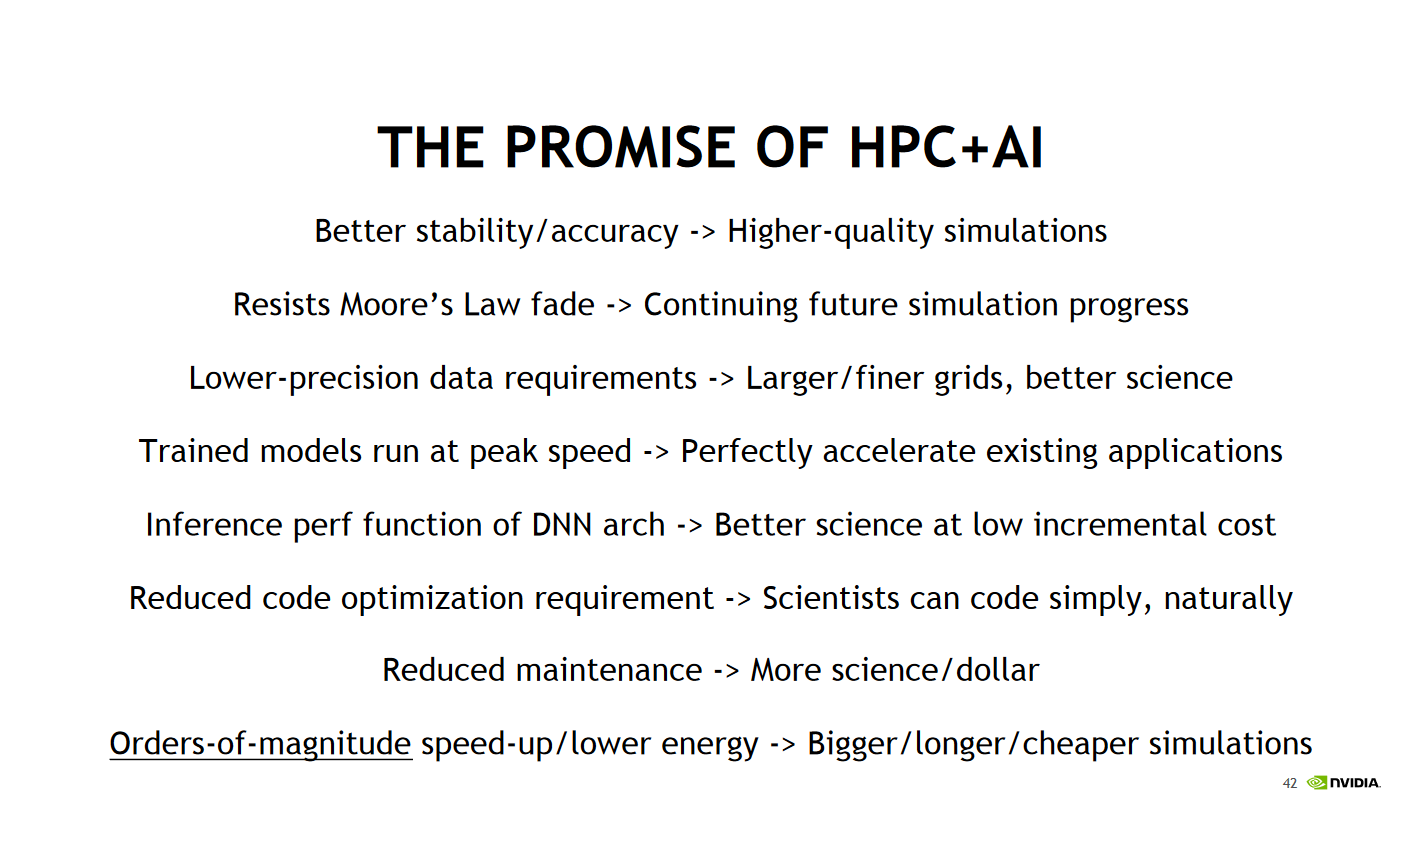 THE PROMISE OF HPC+AI
Better stability/accuracy -> Higher-quality simulations
Resists Moore’s Law fade -> Continuing future simulation progress
Lower-precision data requirements -> Larger/finer grids, better science
Trained models run at peak speed -> Perfectly accelerate existing applications
Inference perf function of DNN arch -> Better science at low incremental cost
Reduced code optimization requirement -> Scientists can code simply, naturally
Reduced maintenance -> More science/dollar
Orders-of-magnitude speed-up/lower energy -> Bigger/longer/cheaper simulations
42 NVIDIA.